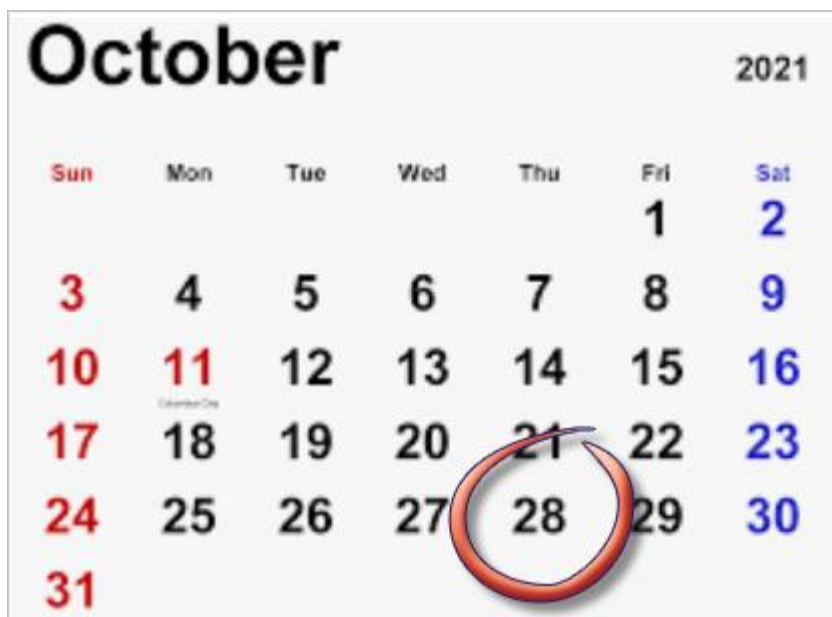 October
2021
Sun Mon Tue Wed Thu Fri Sat
1 2
3 4 5 6 7 8 9
10 11 12 13 14 15 16
Columbus Day
17 18 19 20 21 22 23
24 25 26 27 28 29 30
31